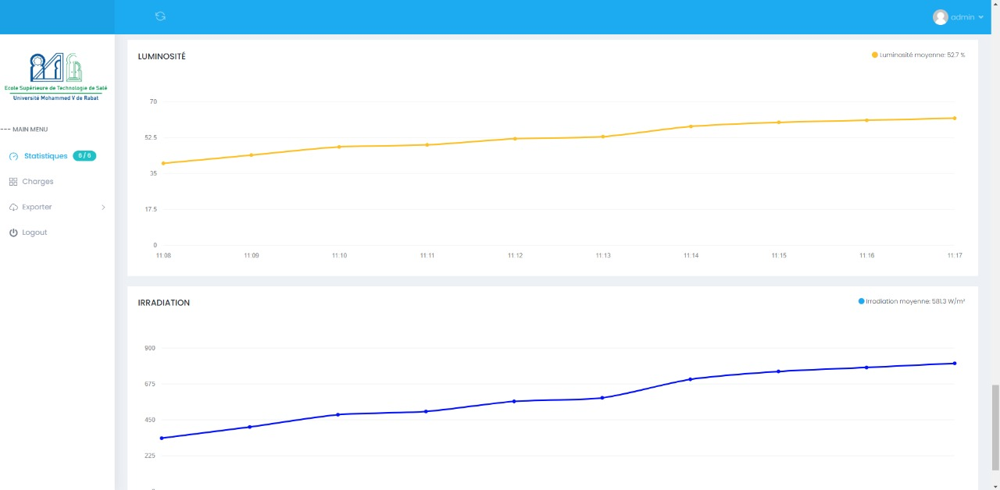 admin
Ecole Supérieure de Technologie de Salé
Université Mohammed V de Rabat
--- MAIN MENU
Statistiques 6 / 6
Charges
Exporter
Logout
LUMINOSITÉ
Luminosité moyenne: 52.7 %
70
52.5
35
17.5
0
11:08 11:09 11:10 11:11 11:12 11:13 11:14 11:15 11:16 11:17
IRRADIATION
Irradiation moyenne: 581.3 W/m²
900
675
450
225